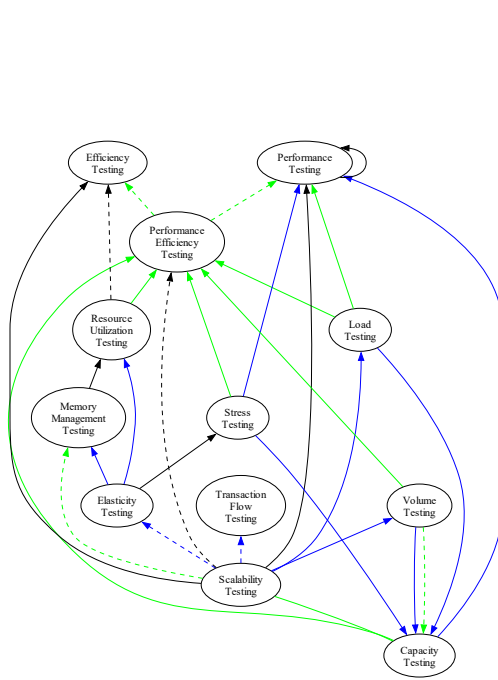 Efficiency
Testing
Performance
Testing
Performance
Efficiency
Testing
Resource
Utilization
Testing
Load
Testing
Memory
Management
Testing
Stress
Testing
Elasticity
Testing
Transaction
Flow
Testing
Volume
Testing
Scalability
Testing
Capacity
Testing